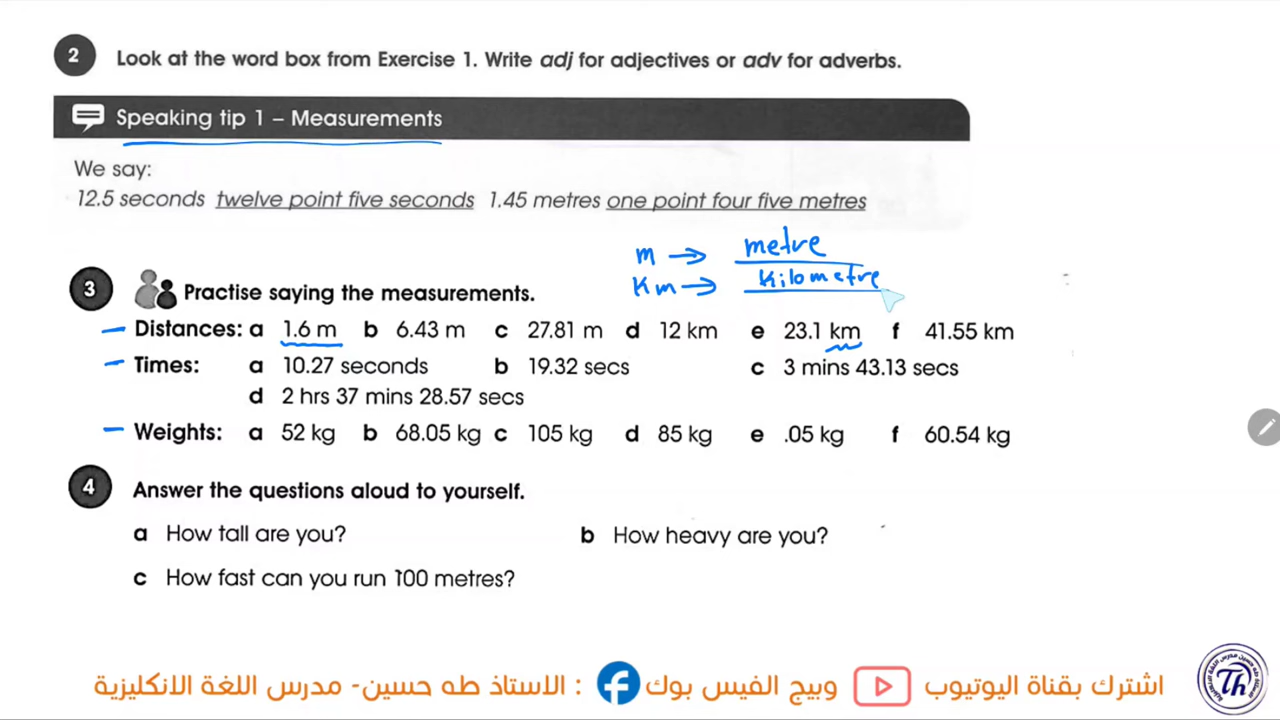 2 Look at the word box from Exercise 1. Write adj for adjectives or adv for adverbs.
Speaking tip 1 – Measurements
We say:
12.5 seconds twelve point five seconds 1.45 metres one point four five metres
m → metre
Km → Kilometre
3 Practise saying the measurements.
Distances: a 1.6 m b 6.43 m c 27.81 m d 12 km e 23.1 km f 41.55 km
Times: a 10.27 seconds b 19.32 secs c 3 mins 43.13 secs
d 2 hrs 37 mins 28.57 secs
Weights: a 52 kg b 68.05 kg c 105 kg d 85 kg e .05 kg f 60.54 kg
4 Answer the questions aloud to yourself.
a How tall are you? b How heavy are you?
c How fast can you run 100 metres?
اشترك بقناة اليوتيوب وبيج الفيس بوك : الاستاذ طه حسين- مدرس اللغة الانكليزية
Th